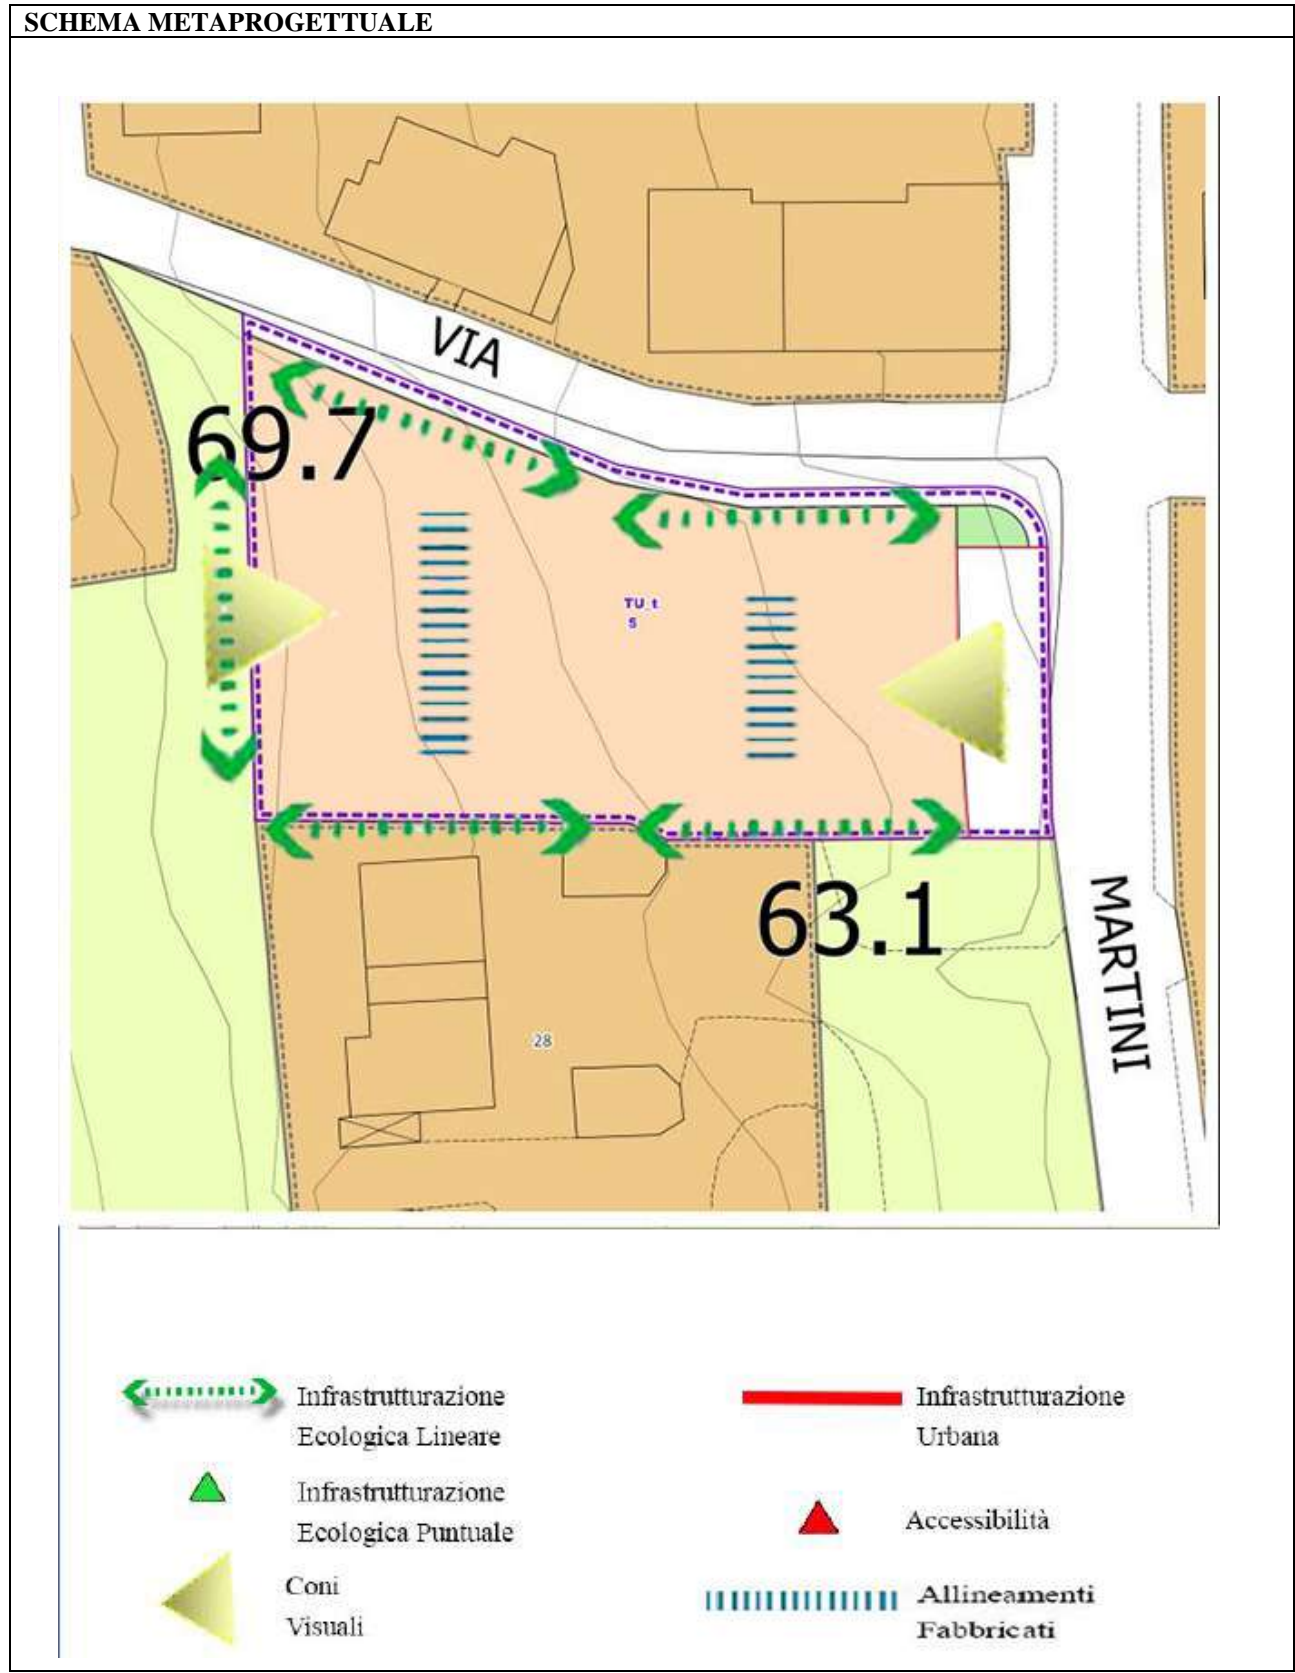 SCHEMA METAPROGETTUALE
VIA
69.7
TU_t
5
63.1
MARTINI
28
Infrastrutturazione
Ecologica Lineare
Infrastrutturazione
Urbana
Infrastrutturazione
Ecologica Puntuale
Accessibilità
Coni
Visuali
Allineamenti
Fabbricati